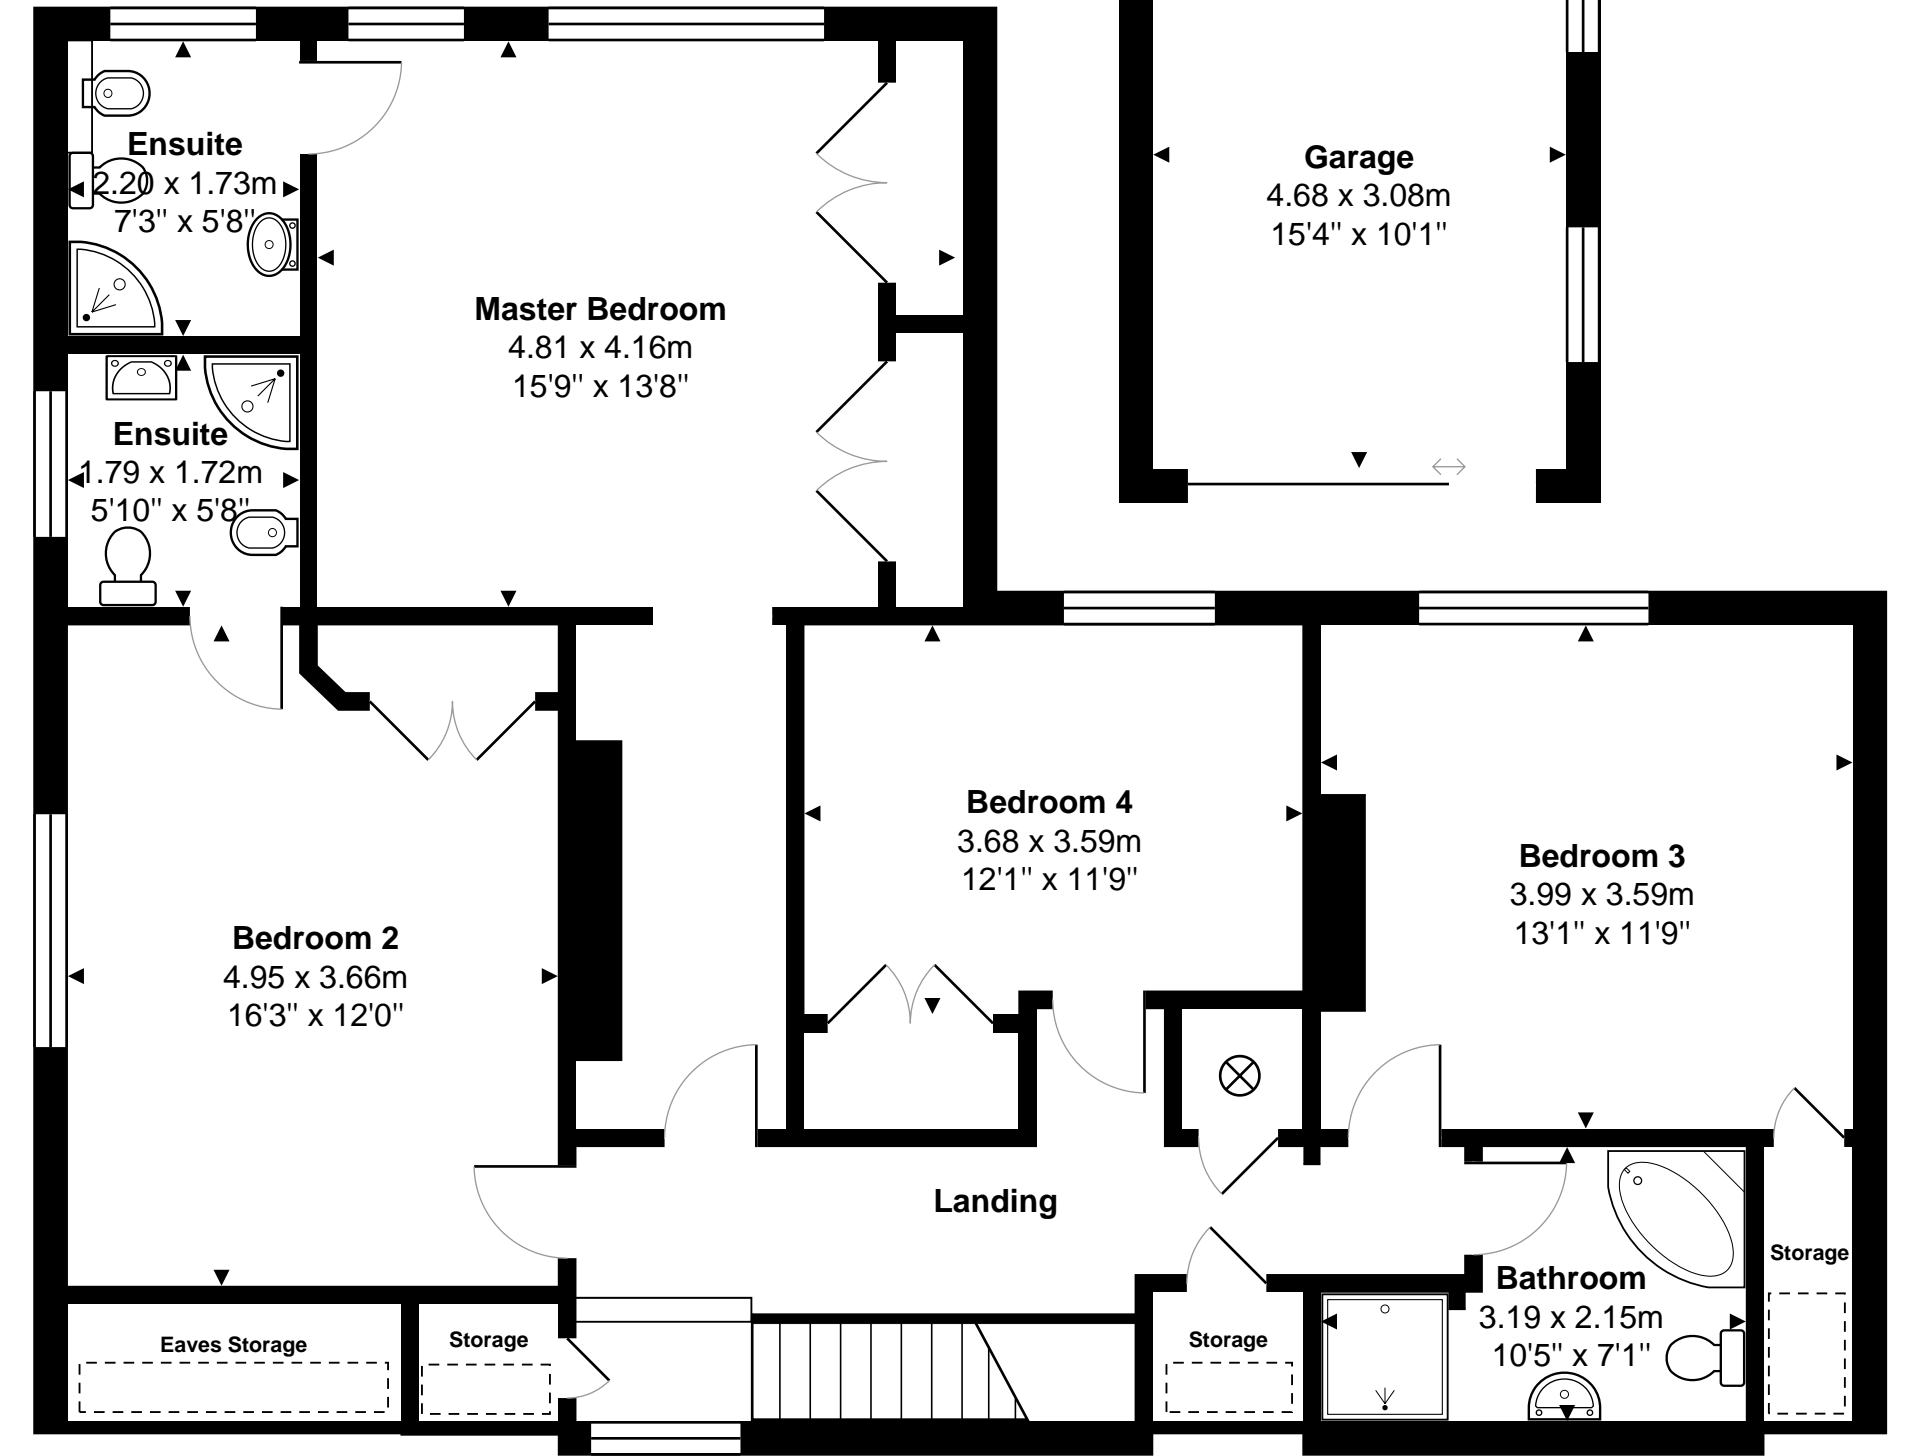 Ensuite
2.20 x 1.73m
7'3" x 5'8"
Garage
4.68 x 3.08m
15'4" x 10'1"
Master Bedroom
4.81 x 4.16m
15'9" x 13'8"
Ensuite
1.79 x 1.72m
5'10" x 5'8"
Bedroom 4
3.68 x 3.59m
12'1" x 11'9"
Bedroom 3
3.99 x 3.59m
13'1" x 11'9"
Bedroom 2
4.95 x 3.66m
16'3" x 12'0"
Landing
Storage
Bathroom
3.19 x 2.15m
10'5" x 7'1"
Eaves Storage
Storage
Storage